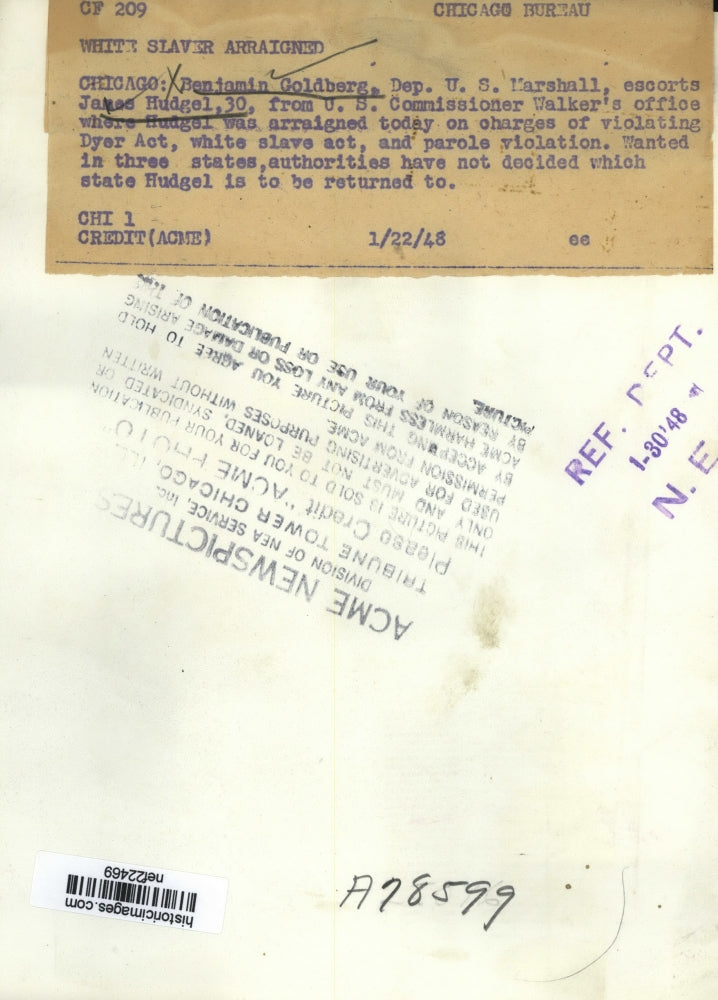 CF 209 CHICAGO BUREAU
WHITE SLAVER ARRAIGNED
CHICAGO: Benjamin Goldberg, Dep. U. S. Marshall, escorts
James Hudgel,30, from U. S. Commissioner Walker's office
where Hudgel was arraigned today on charges of violating
Dyer Act, white slave act, and parole violation. Wanted
in three states,authorities have not decided which
state Hudgel is to be returned to.
CHI 1
CREDIT(ACME) 1/22/48 ee
ACME NEWSPICTURES
DIVISION OF NEA SERVICE, Inc.
TRIBUNE TOWER CHICAGO, ILL.
Please Credit "ACME PHOTO"
THIS PICTURE IS SOLD TO YOU FOR YOUR PUBLICATION
ONLY AND MUST NOT BE LOANED, SYNDICATED OR
USED FOR ADVERTISING PURPOSES WITHOUT WRITTEN
PERMISSION FROM ACME.
BY ACCEPTING THIS PICTURE YOU AGREE TO HOLD
ACME HARMLESS FROM ANY LOSS OR DAMAGE ARISING
BY REASON OF YOUR USE OR PUBLICATION OF THIS
PICTURE.
REF. DEPT.
1-30'48
N. E
historicimages.com
nef22469
A78599